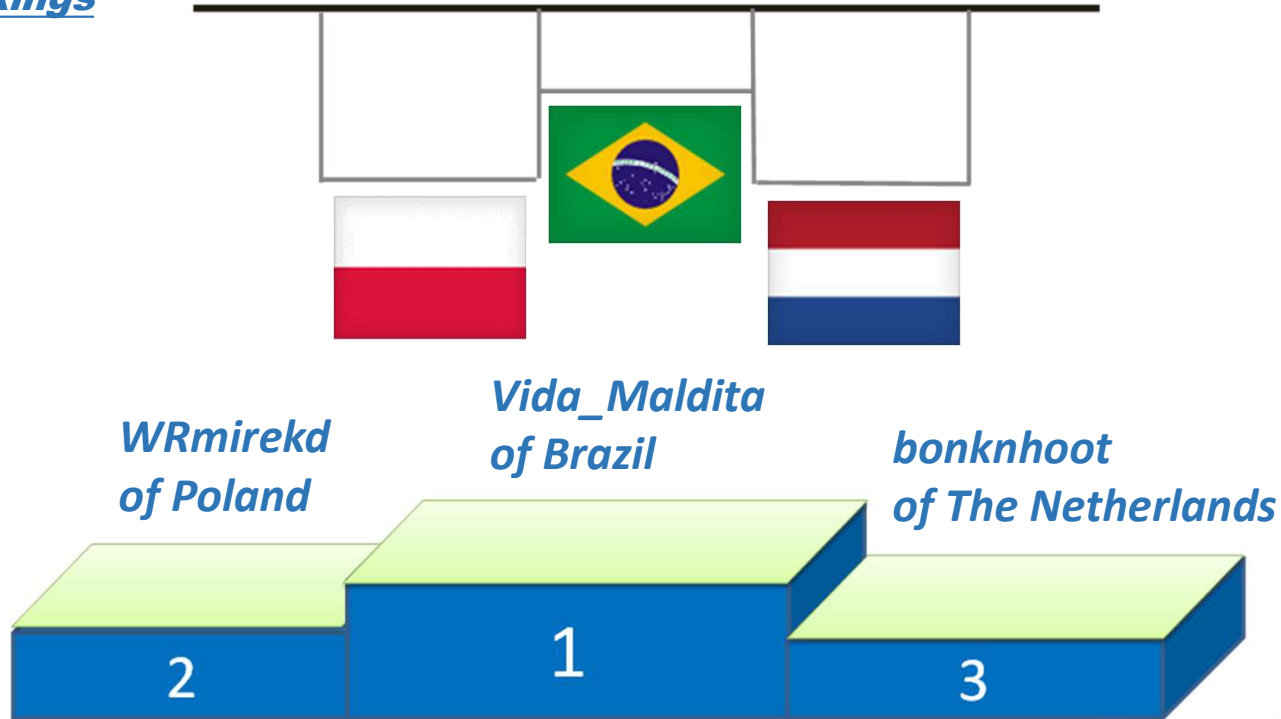 Vida_Maldita
of Brazil
WRmirekd
of Poland
bonknhoot
of The Netherlands
1
2
3